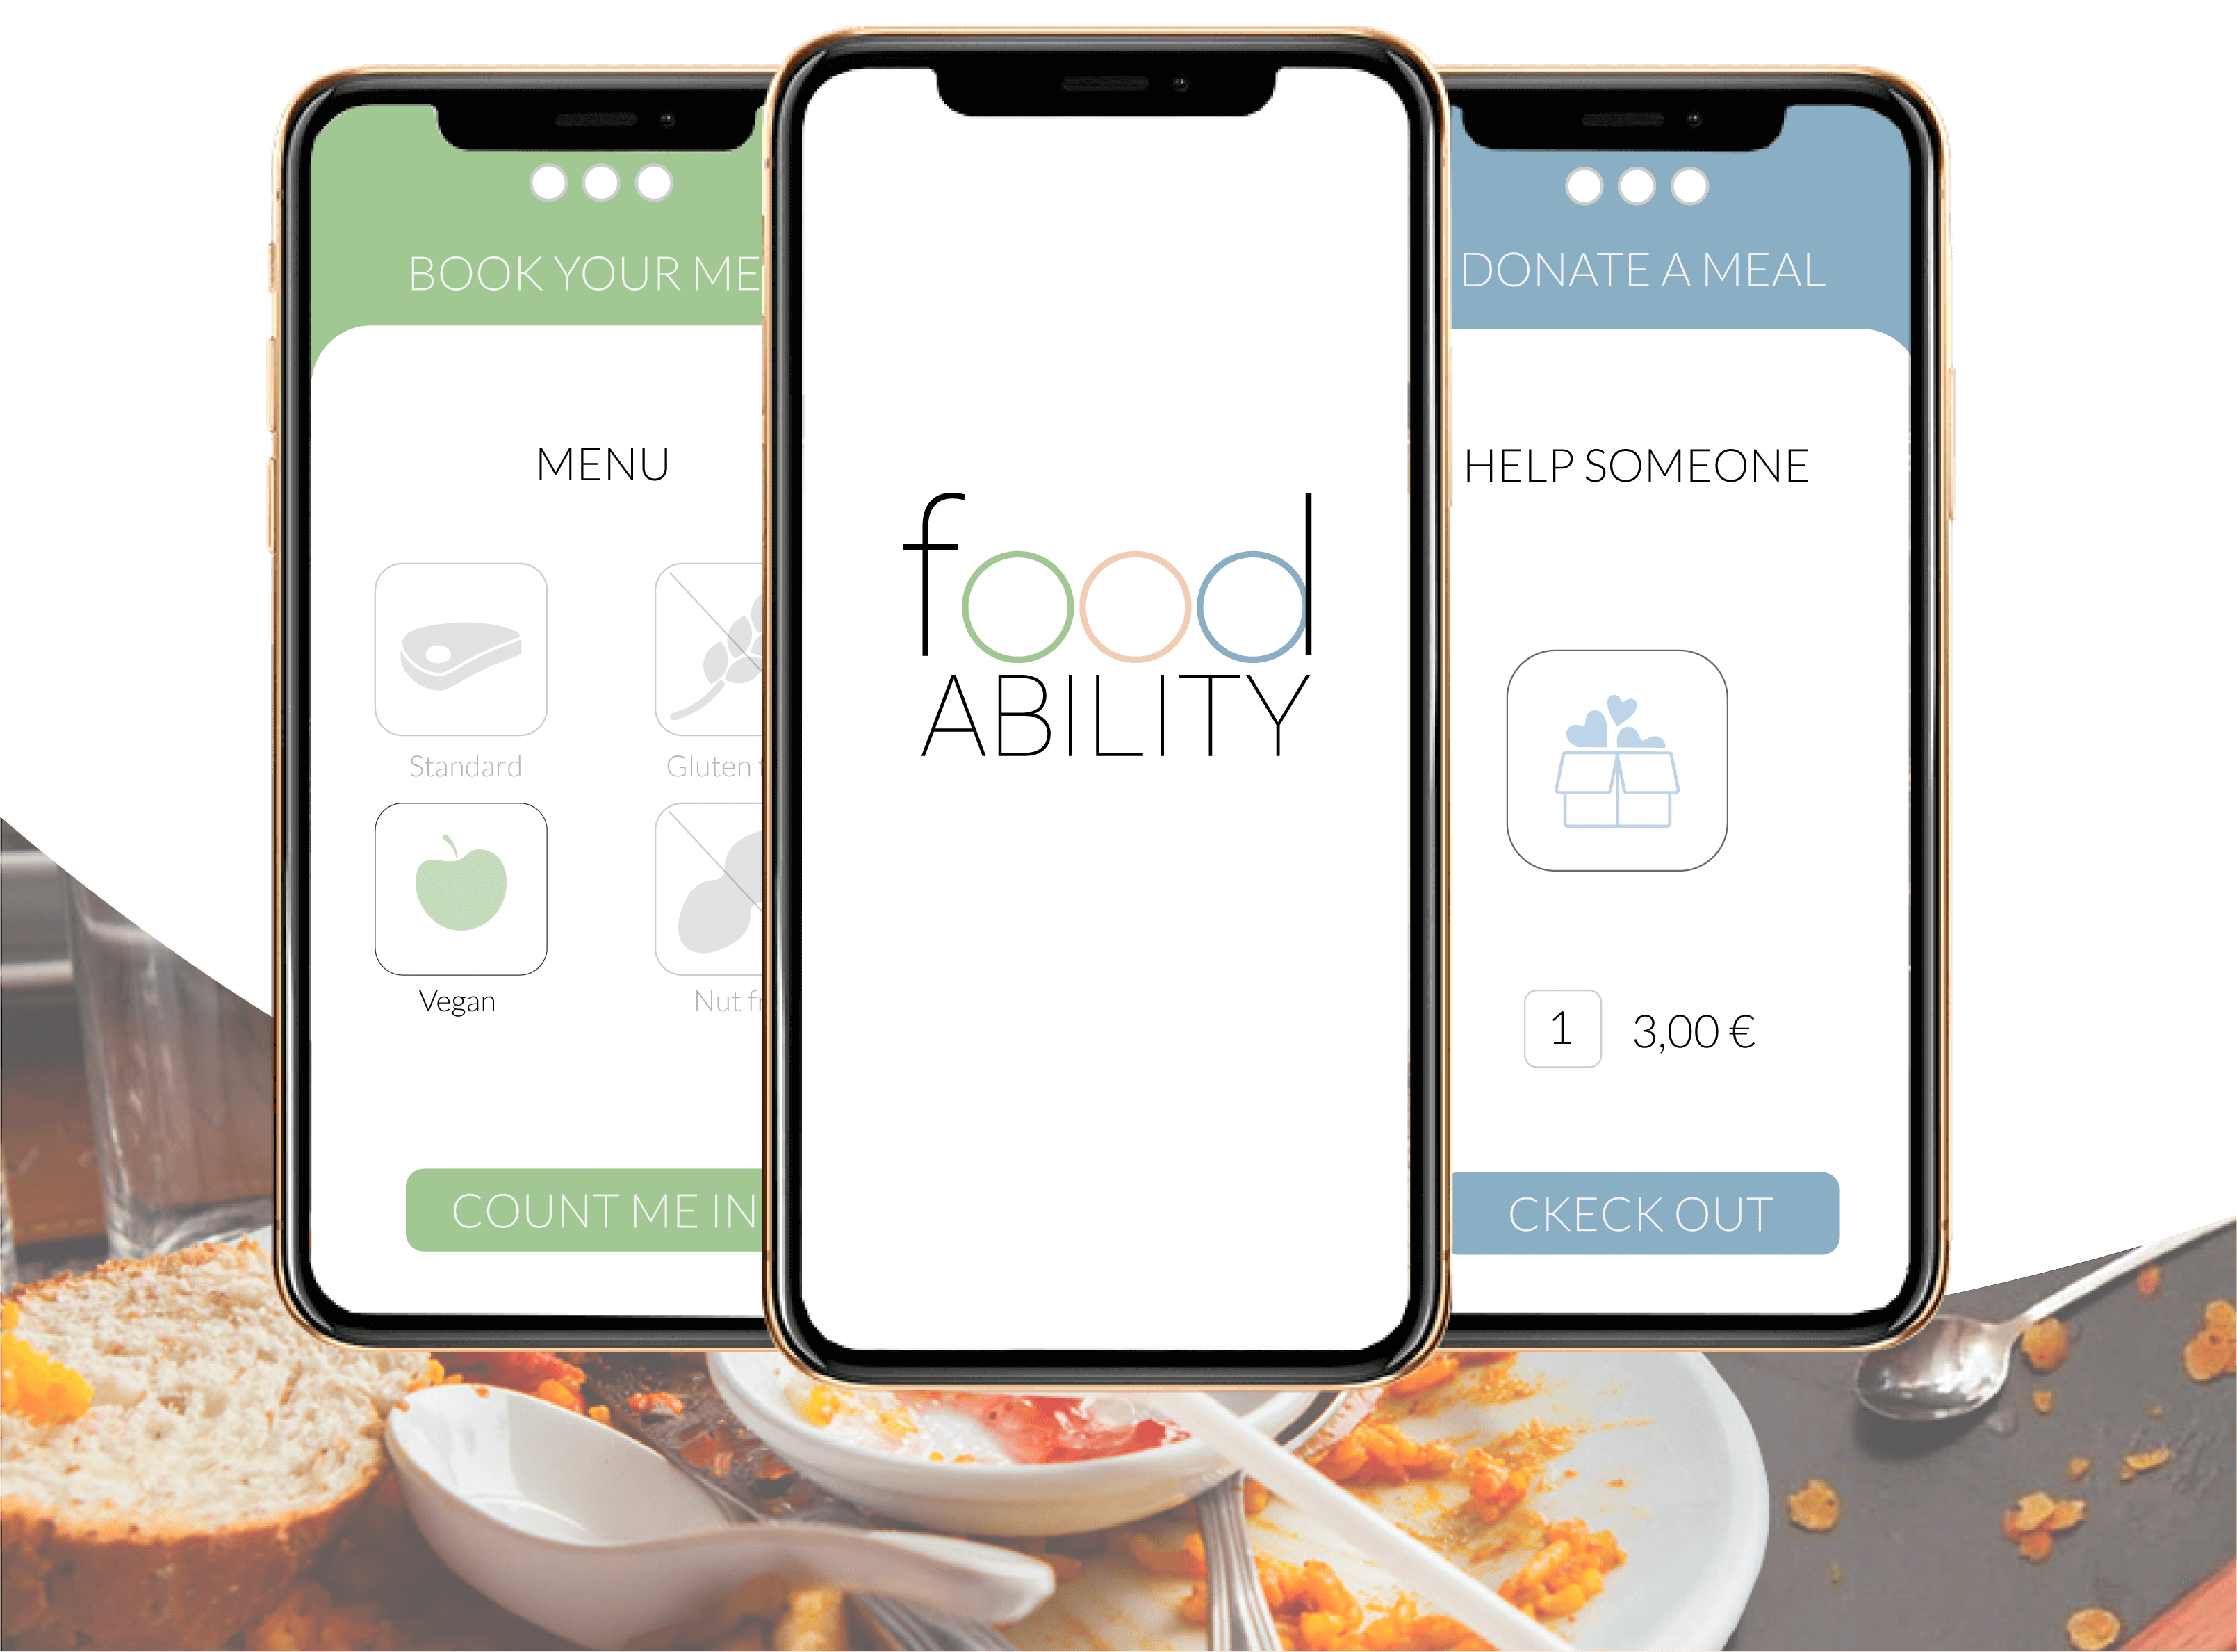 BOOK YOUR ME
MENU
Standard
Gluten
Vegan
Nut
COUNT ME IN
food
ABILITY
DONATE A MEAL
HELP SOMEONE
1 3,00 €
CKECK OUT